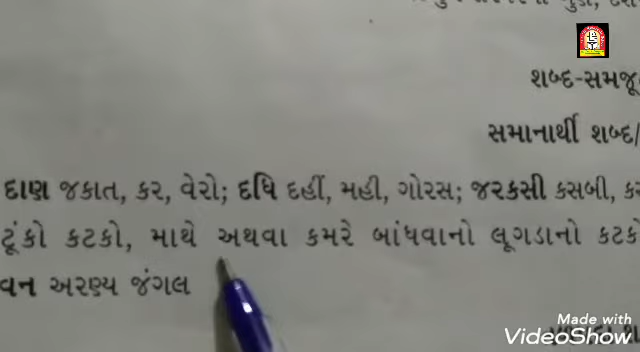 શબ્દ-સમજૂ
સમાનાર્થી શબ્દ/
દાણ જકાત, કર, વેરો; દધિ દહીં, મહી, ગોરસ; જરકસી કસબી,
ટૂંકો કટકો, માથે અથવા કમરે બાંધવાનો લૂગડાનો કટક
વન અરણ્ય જંગલ
Made with
VideoShow